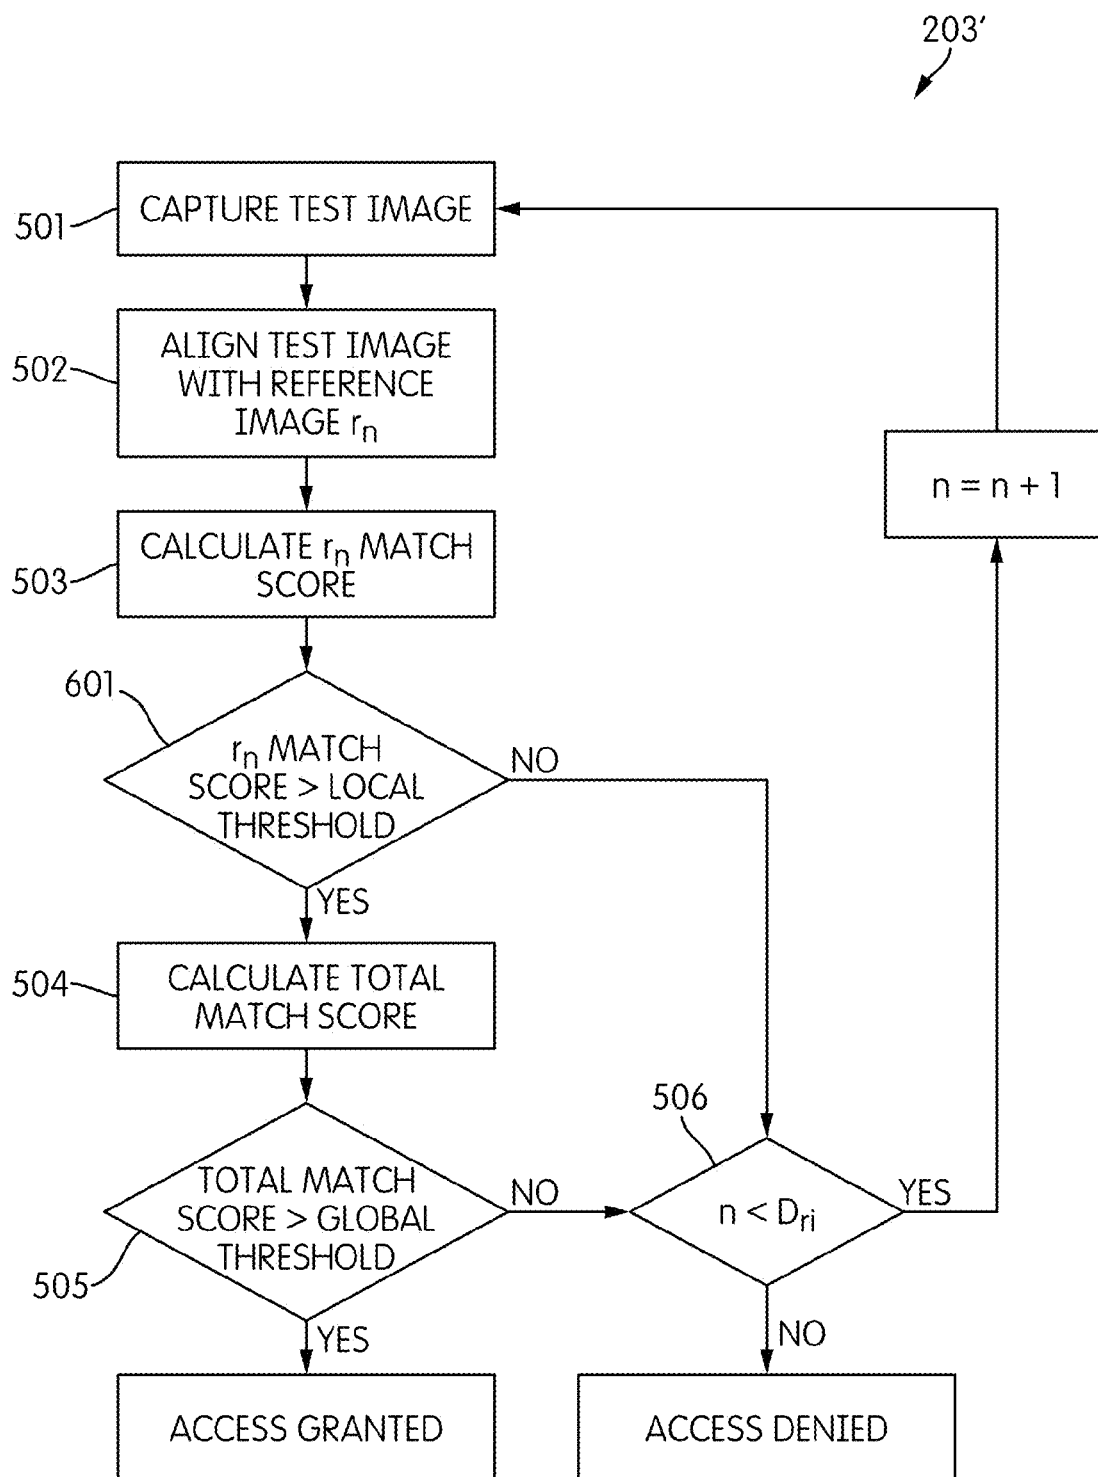 203'
501
CAPTURE TEST IMAGE
502
ALIGN TEST IMAGE
WITH REFERENCE
IMAGE rn
n = n + 1
503
CALCULATE rn MATCH
SCORE
601
rn MATCH
SCORE > LOCAL
THRESHOLD
NO
YES
504
CALCULATE TOTAL
MATCH SCORE
505
TOTAL MATCH
SCORE > GLOBAL
THRESHOLD
NO
506
n < Dri
YES
YES
NO
ACCESS GRANTED
ACCESS DENIED